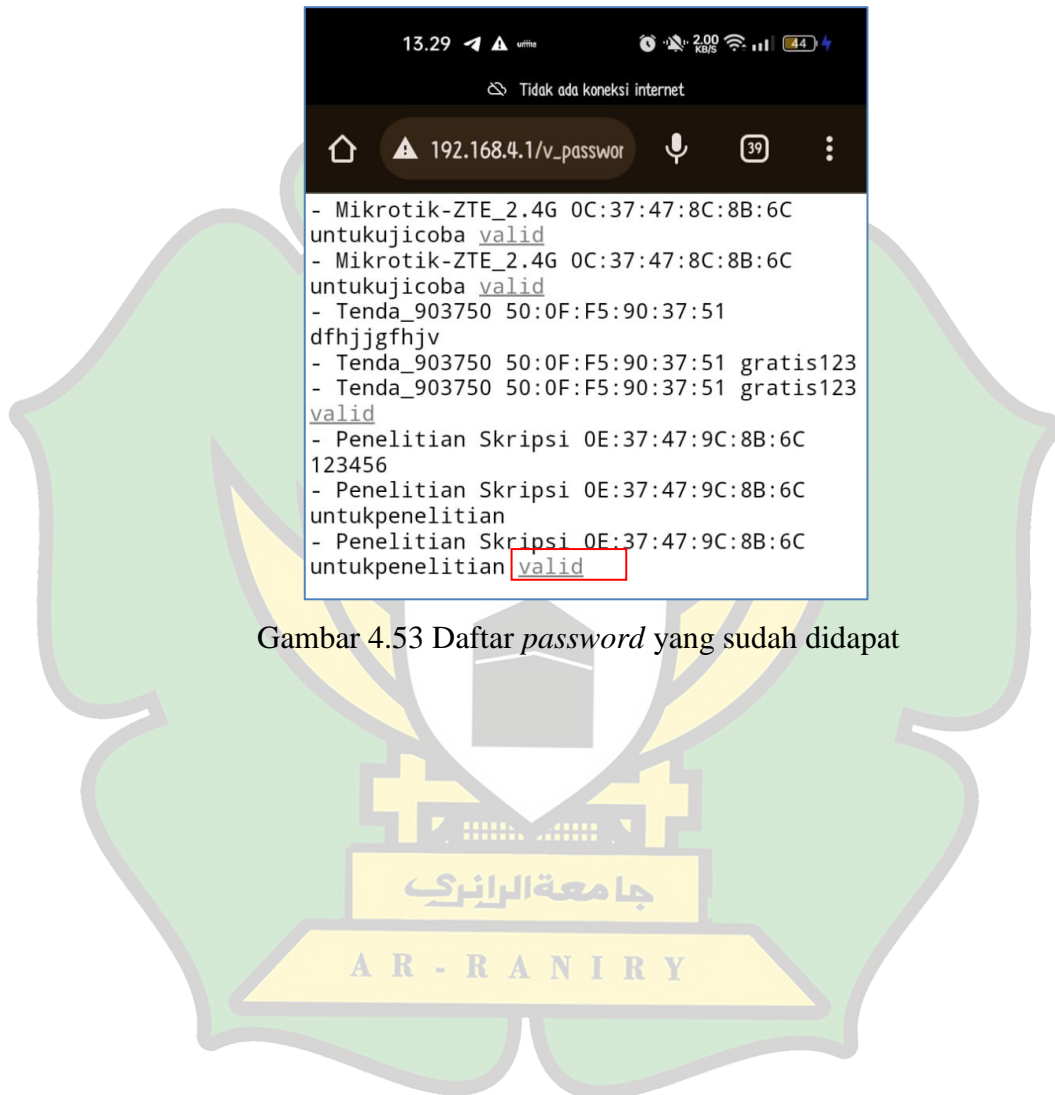 13.29 2.00 KB/S 44
Tidak ada koneksi internet
192.168.4.1/v_passwor 39
- Mikrotik-ZTE_2.4G 0C:37:47:8C:8B:6C
untukujicoba valid
- Mikrotik-ZTE_2.4G 0C:37:47:8C:8B:6C
untukujicoba valid
- Tenda_903750 50:0F:F5:90:37:51
dfhjjgfhjv
- Tenda_903750 50:0F:F5:90:37:51 gratis123
- Tenda_903750 50:0F:F5:90:37:51 gratis123
valid
- Penelitian Skripsi 0E:37:47:9C:8B:6C
123456
- Penelitian Skripsi 0E:37:47:9C:8B:6C
untukpenelitian
- Penelitian Skripsi 0E:37:47:9C:8B:6C
untukpenelitian valid
Gambar 4.53 Daftar password yang sudah didapat
جامعة الرانري
AR-RANIRY